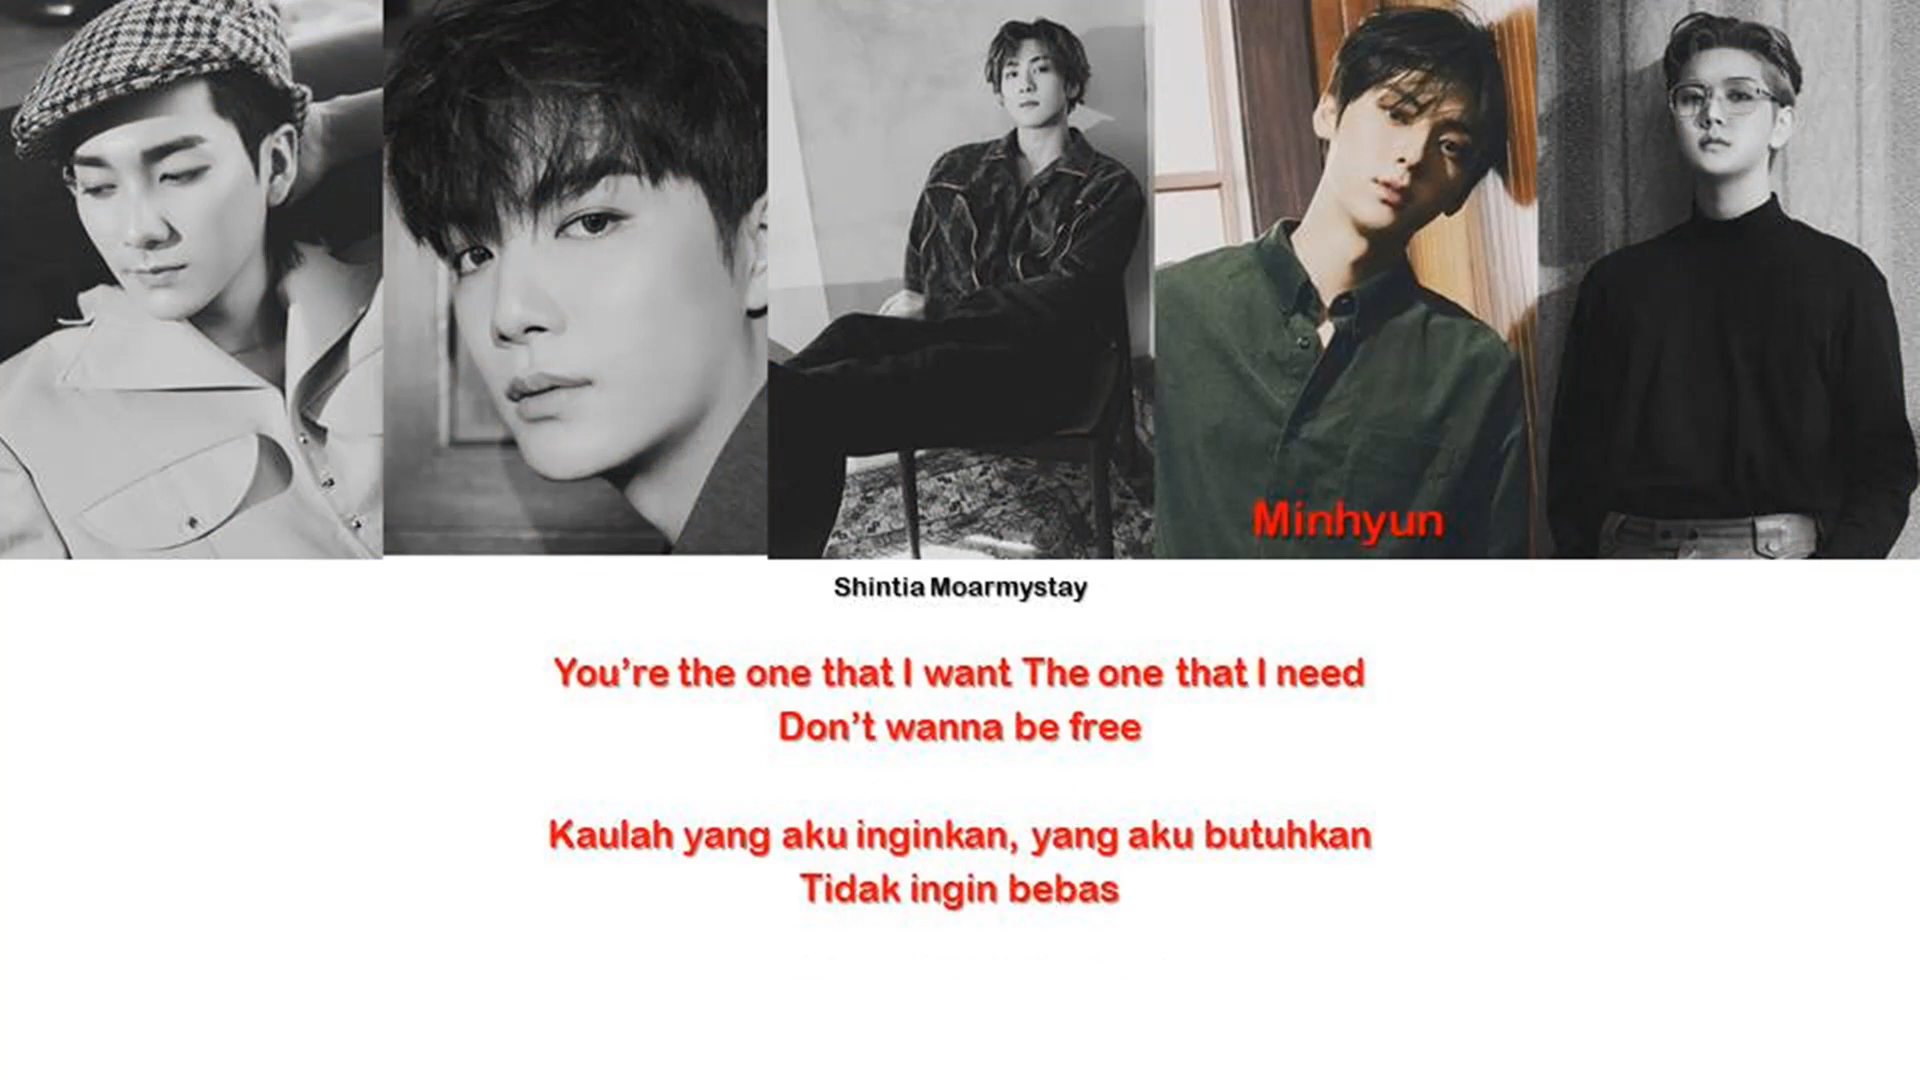 Minhyun
Shintia Moarmystay
You’re the one that I want The one that I need
Don’t wanna be free
Kaulah yang aku inginkan, yang aku butuhkan
Tidak ingin bebas